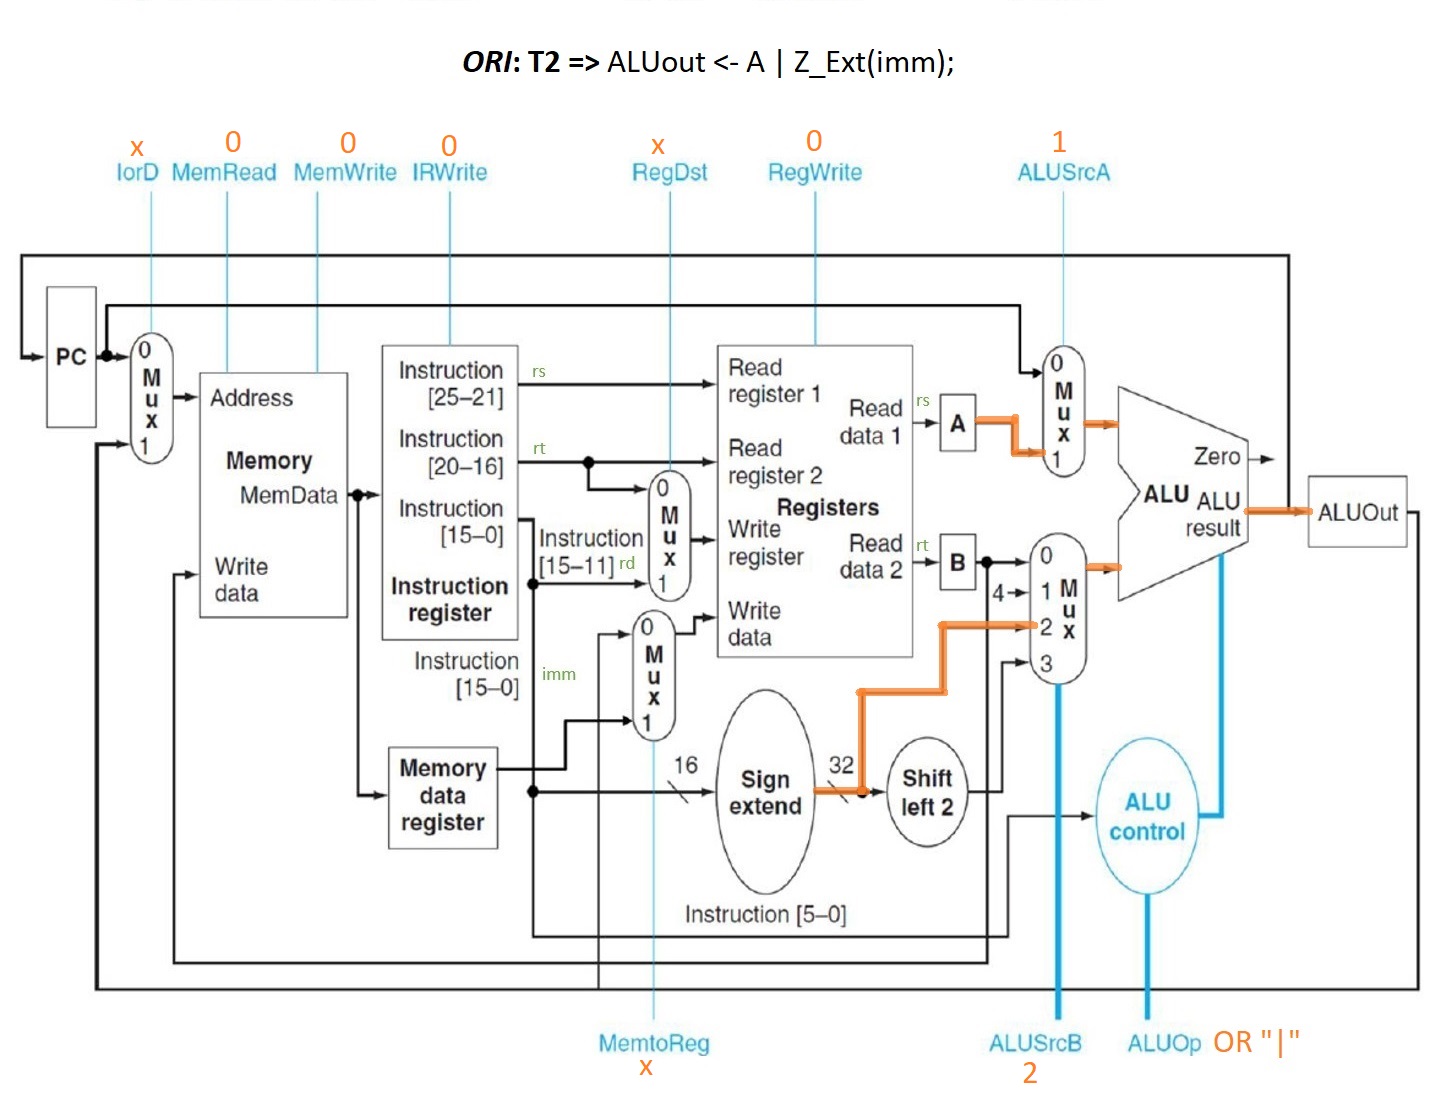 ORI: T2 => ALUout <- A | Z_Ext(imm);
x
0
0
0
x
0
1
IorD
MemRead
MemWrite
IRWrite
RegDst
RegWrite
ALUSrcA
PC
0
Mux
1
Address
Memory
MemData
Write
data
Instruction
[25–21]
Instruction
[20–16]
Instruction
[15–0]
Instruction
register
rs
rt
Instruction
[15–11] rd
0
Mux
1
Read
register 1
Read
register 2
Registers
Write
register
Write
data
Read
data 1
Read
data 2
rs
A
rt
B
0
Mux
1
4
0
1
2
3
Mux
Zero
ALU
ALU
result
ALUOut
Instruction
[15–0]
imm
0
Mux
1
Memory
data
register
16
Sign
extend
32
Shift
left 2
ALU
control
Instruction [5–0]
MemtoReg
x
ALUSrcB
2
ALUOp OR "|"